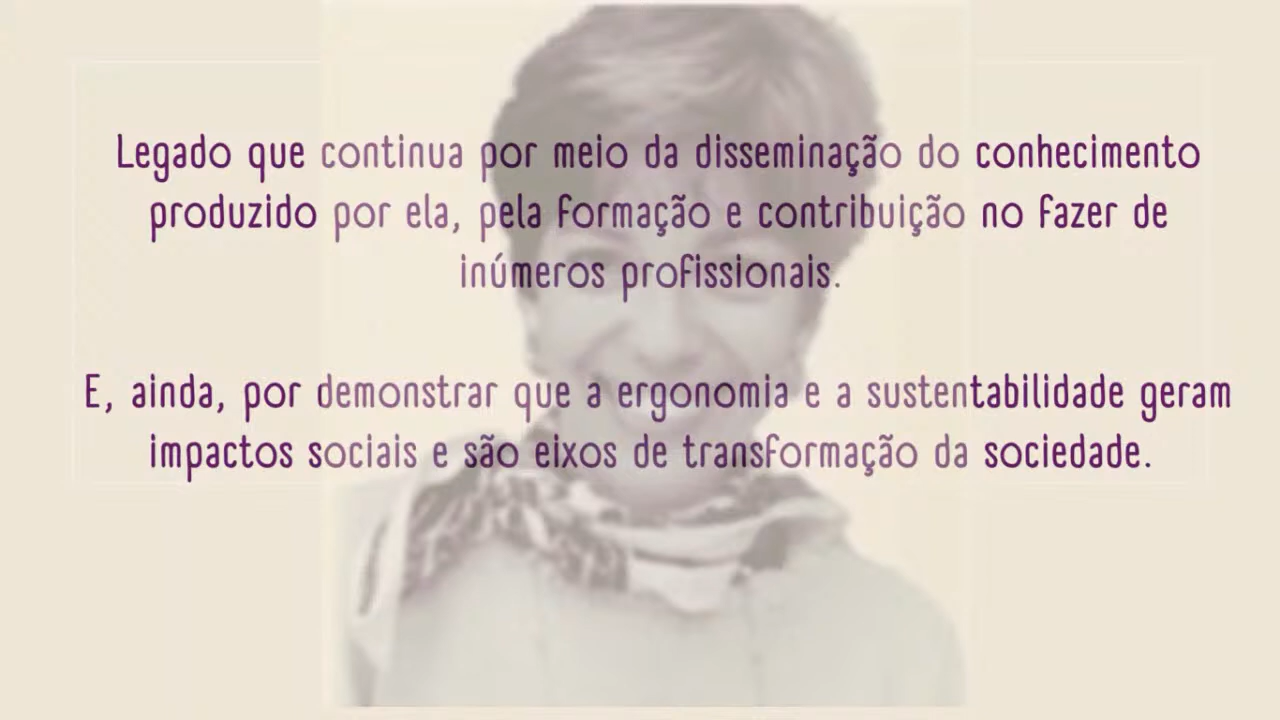 Legado que continua por meio da disseminação do conhecimento
produzido por ela, pela formação e contribuição no fazer de
inúmeros profissionais.
E, ainda, por demonstrar que a ergonomia e a sustentabilidade geram
impactos sociais e são eixos de transformação da sociedade.